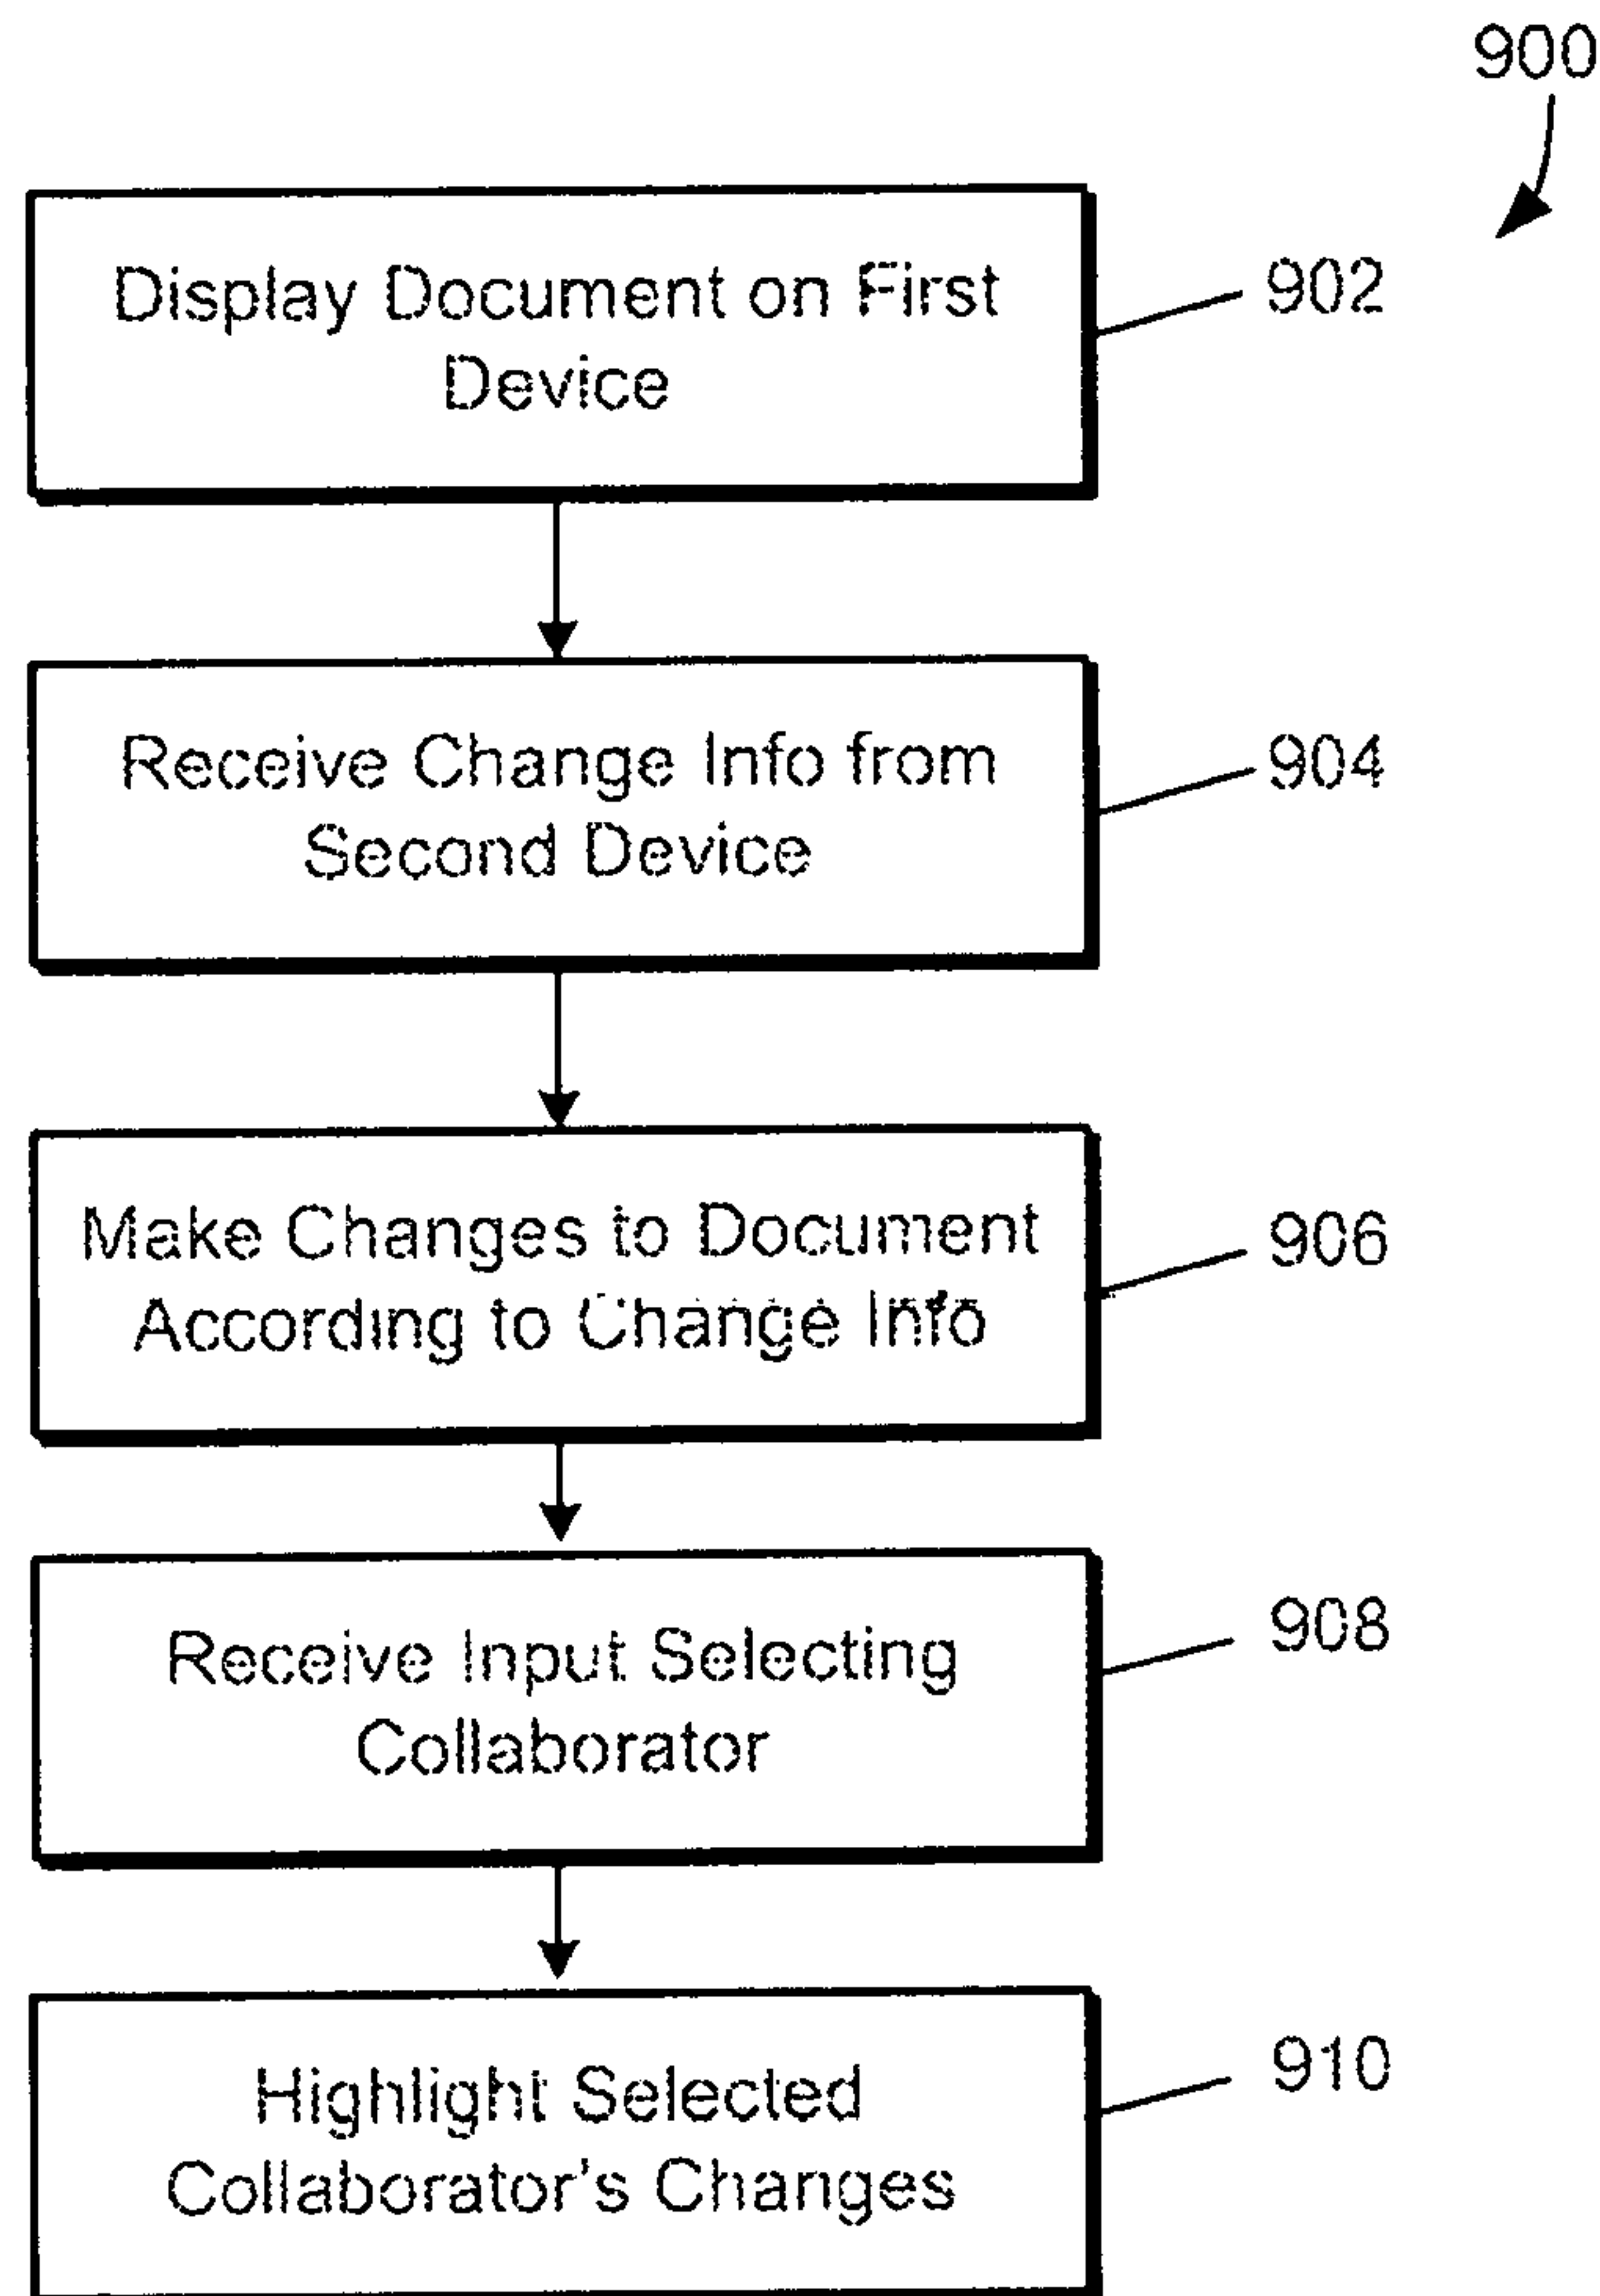 900
Display Document on First
Device
902
Receive Change Info from
Second Device
904
Make Changes to Document
According to Change Info
906
Receive Input Selecting
Collaborator
908
Highlight Selected
Collaborator's Changes
910